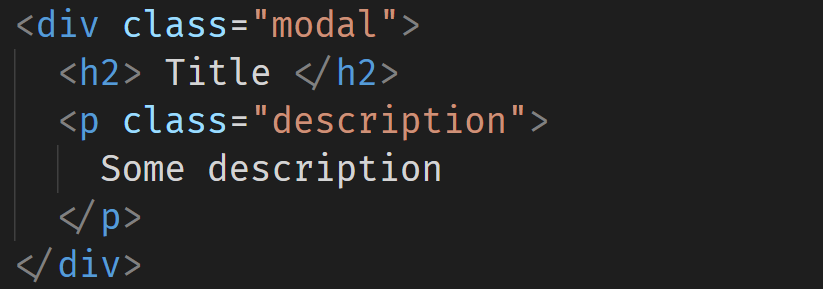 <div class="modal">
  <h2> Title </h2>
  <p class="description">
    Some description
  </p>
</div>